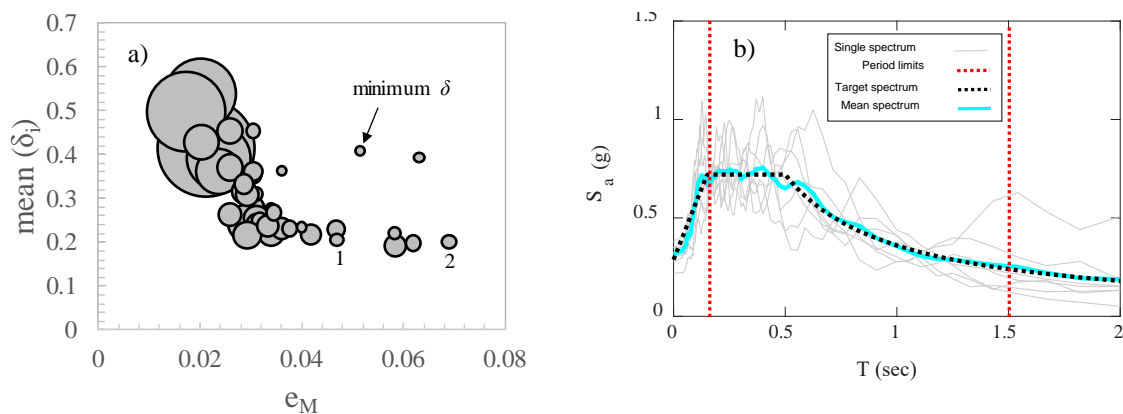 a)
minimum δ
1
2
0.7
0.6
0.5
0.4
0.3
0.2
0.1
0
0
0.02
0.04
0.06
0.08
mean (δi)
eM
b)
Single spectrum
Period limits
Target spectrum
Mean spectrum
1.5
1
0.5
0
0
0.5
1
1.5
2
S a (g)
T (sec)